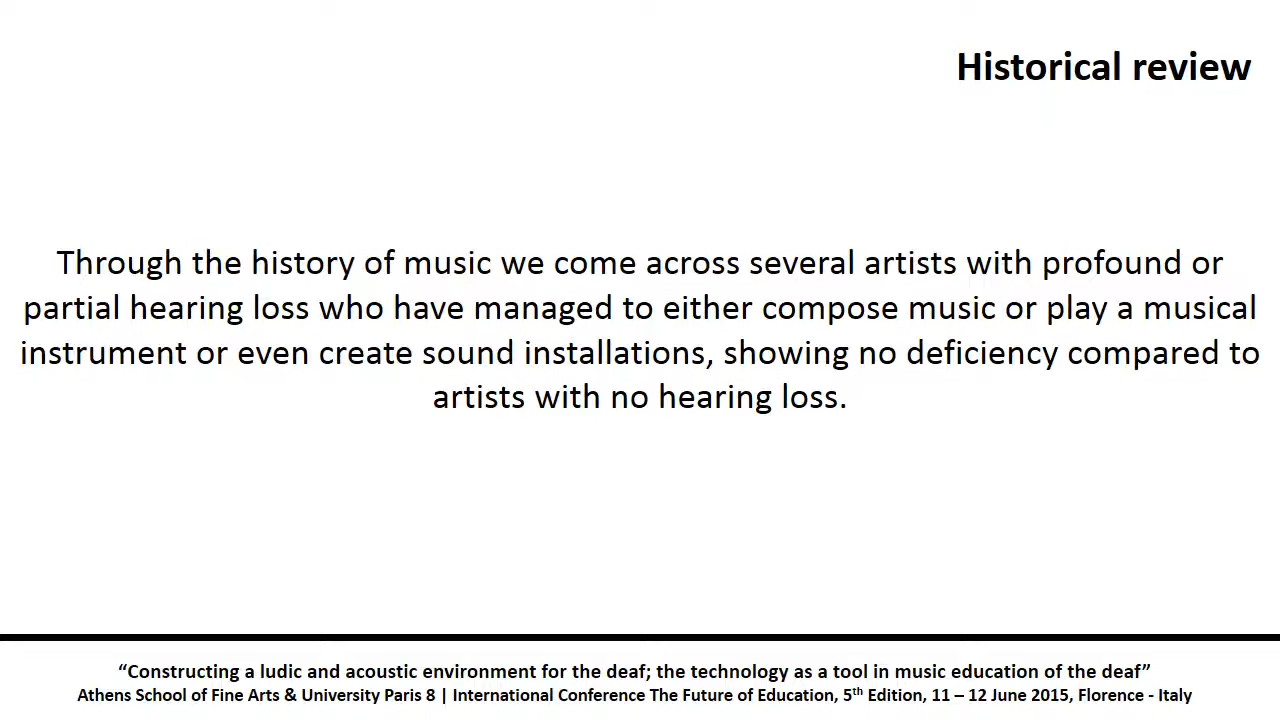 Historical review
Through the history of music we come across several artists with profound or
partial hearing loss who have managed to either compose music or play a musical
instrument or even create sound installations, showing no deficiency compared to
artists with no hearing loss.
“Constructing a ludic and acoustic environment for the deaf; the technology as a tool in music education of the deaf”
Athens School of Fine Arts & University Paris 8 | International Conference The Future of Education, 5th Edition, 11 – 12 June 2015, Florence - Italy